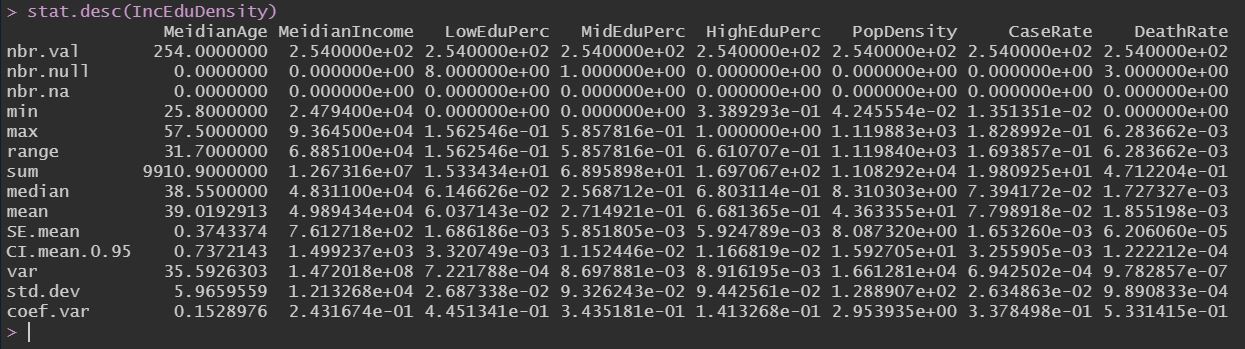 > stat.desc(IncEduDensity)
MeidianAge MeidianIncome LowEduPerc MidEduPerc HighEduPerc PopDensity CaseRate DeathRate
nbr.val 254.0000000 2.540000e+02 2.540000e+02 2.540000e+02 2.540000e+02 2.540000e+02 2.540000e+02 2.540000e+02
nbr.null 0.0000000 0.000000e+00 8.000000e+00 1.000000e+00 0.000000e+00 0.000000e+00 0.000000e+00 3.000000e+00
nbr.na 0.0000000 0.000000e+00 0.000000e+00 0.000000e+00 0.000000e+00 0.000000e+00 0.000000e+00 0.000000e+00
min 25.8000000 2.479400e+04 0.000000e+00 0.000000e+00 3.389293e-01 4.245554e-02 1.351351e-02 0.000000e+00
max 57.5000000 9.364500e+04 1.562546e-01 5.857816e-01 1.000000e+00 1.119883e+03 1.828992e-01 6.283662e-03
range 31.7000000 6.885100e+04 1.562546e-01 5.857816e-01 6.610707e-01 1.119840e+03 1.693857e-01 6.283662e-03
sum 9910.9000000 1.267316e+07 1.533434e+01 6.895898e+01 1.697067e+02 1.108292e+04 1.980925e+01 4.712204e-01
median 38.5500000 4.831100e+04 6.146626e-02 2.568712e-01 6.803114e-01 8.310303e+00 7.394172e-02 1.727327e-03
mean 39.0192913 4.989434e+04 6.037143e-02 2.714921e-01 6.681365e-01 4.363355e+01 7.798918e-02 1.855198e-03
SE.mean 0.3743374 7.612718e+02 1.686186e-03 5.851805e-03 5.924789e-03 8.087320e+00 1.653260e-03 6.206060e-05
CI.mean.0.95 0.7372143 1.499237e+03 3.320749e-03 1.152446e-02 1.166819e-02 1.592705e+01 3.255905e-03 1.222212e-04
var 35.5926303 1.472018e+08 7.221788e-04 8.697881e-03 8.916195e-03 1.661281e+04 6.942502e-04 9.782857e-07
std.dev 5.9659559 1.213268e+04 2.687338e-02 9.326243e-02 9.442561e-02 1.288907e+02 2.634863e-02 9.890833e-04
coef.var 0.1528976 2.431674e-01 4.451341e-01 3.435181e-01 1.413268e-01 2.953935e+00 3.378498e-01 5.331415e-01
>